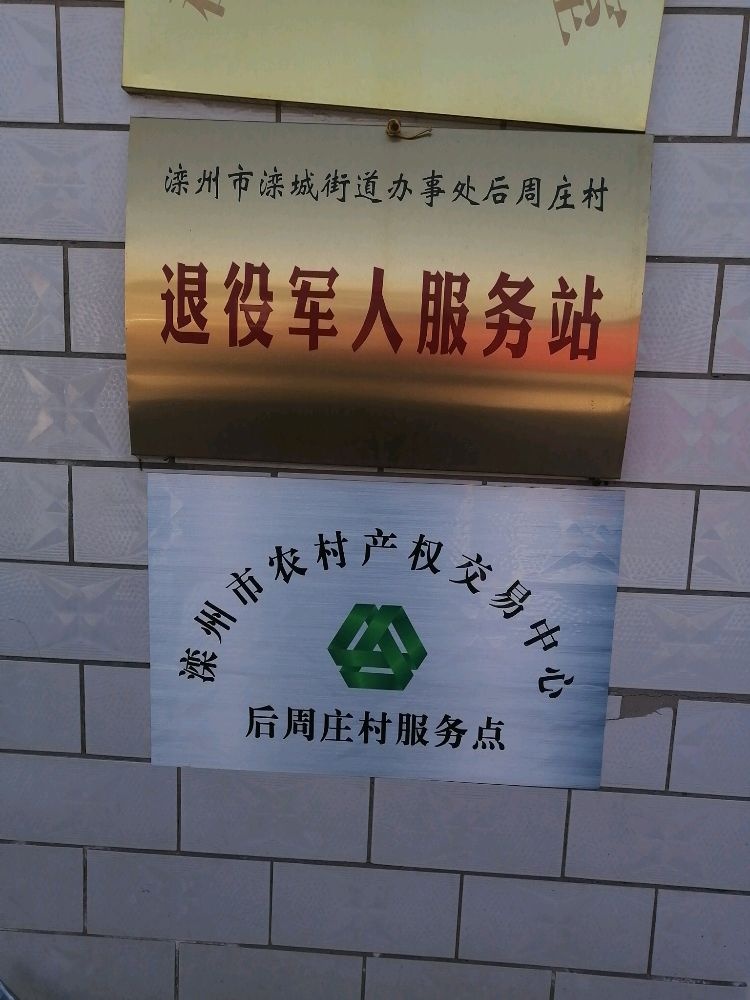 滦州市滦城街道办事处后周庄村
退役军人服务站
滦州市农村产权交易中心
后周庄村服务点